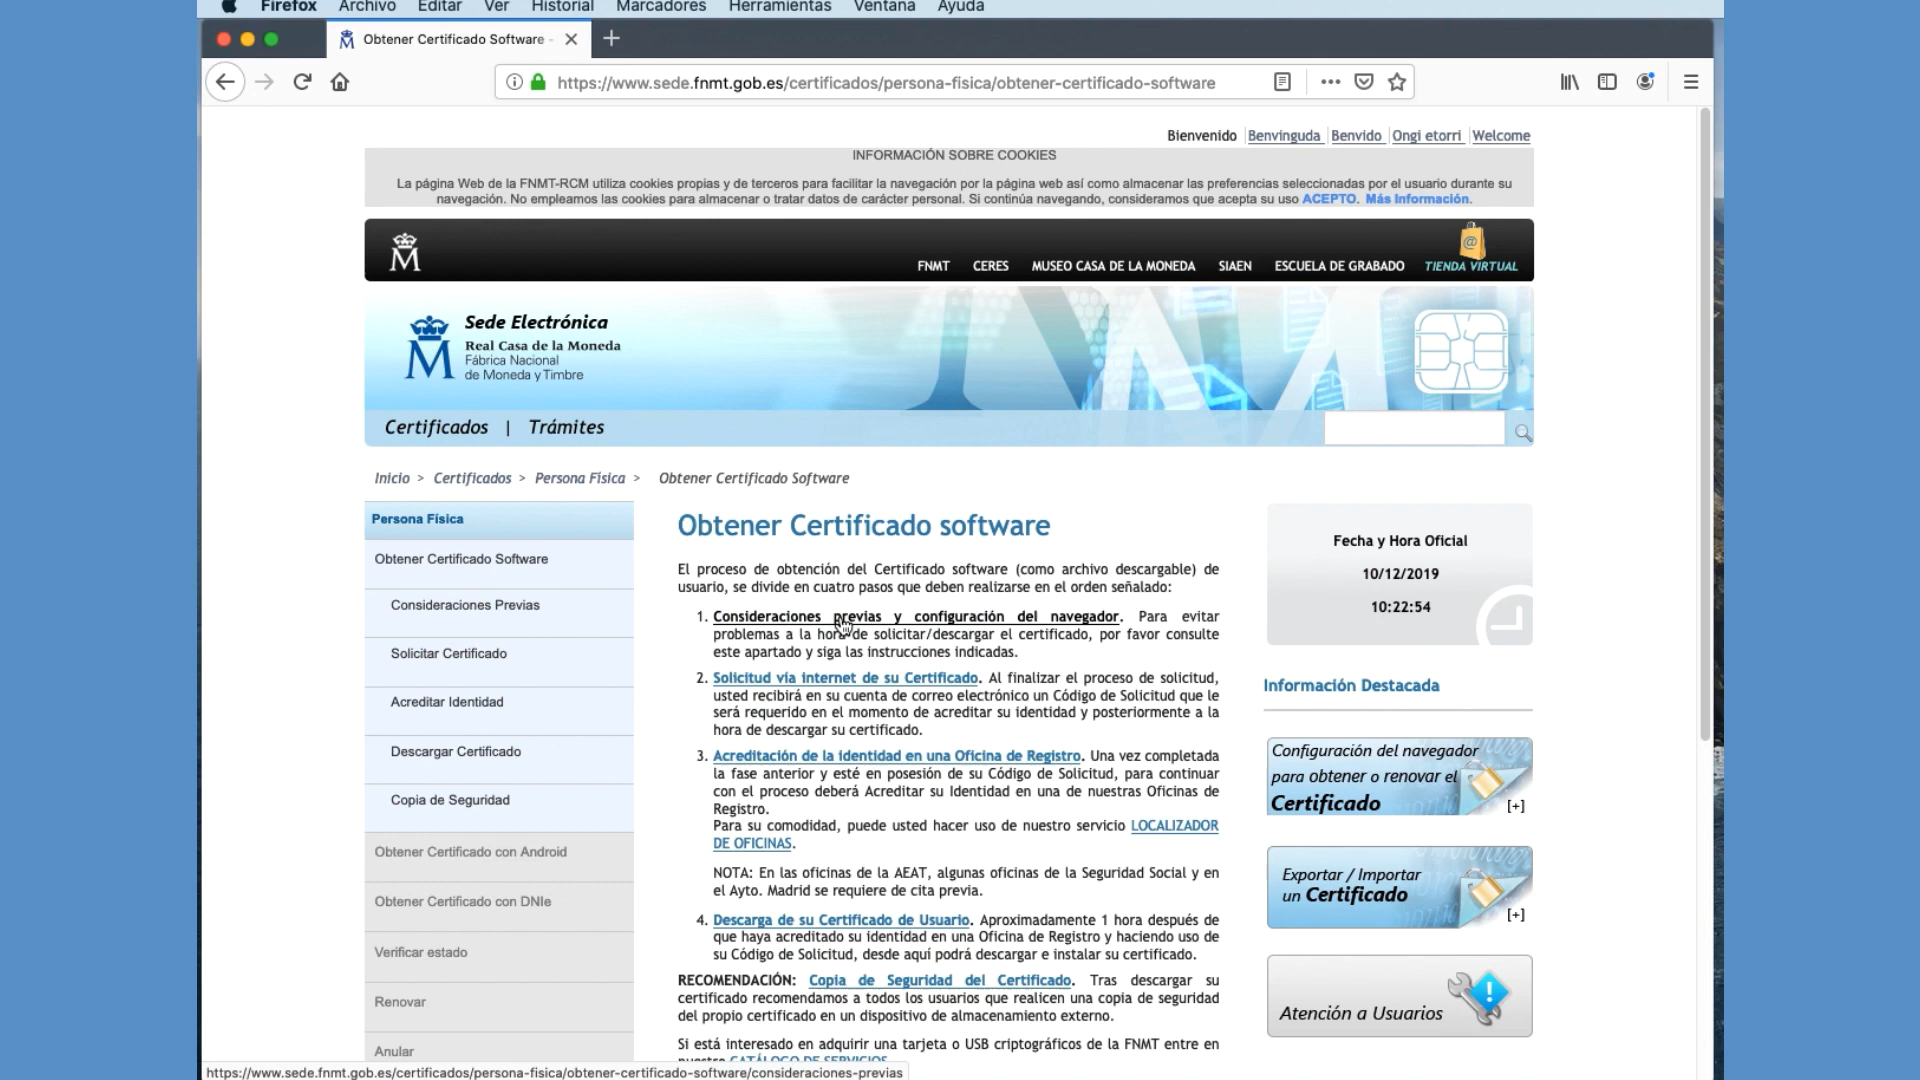 Firefox Archivo Editar Ver Historial Marcadores Herramientas Ventana Ayuda
Obtener Certificado Software -
https://www.sede.fnmt.gob.es/certificados/persona-fisica/obtener-certificado-software
Bienvenido Benvinguda Benvido Ongi etorri Welcome
INFORMACIÓN SOBRE COOKIES
La página Web de la FNMT-RCM utiliza cookies propias y de terceros para facilitar la navegación por la página web así como almacenar las preferencias seleccionadas por el usuario durante su
navegación. No empleamos las cookies para almacenar o tratar datos de carácter personal. Si continúa navegando, consideramos que acepta su uso ACEPTO. Más Información.
FNMT CERES MUSEO CASA DE LA MONEDA SIAEN ESCUELA DE GRABADO TIENDA VIRTUAL
Sede Electrónica
Real Casa de la Moneda
Fábrica Nacional
de Moneda y Timbre
Certificados | Trámites
Inicio > Certificados > Persona Física > Obtener Certificado Software
Persona Física
Obtener Certificado Software
Consideraciones Previas
Solicitar Certificado
Acreditar Identidad
Descargar Certificado
Copia de Seguridad
Obtener Certificado con Android
Obtener Certificado con DNIe
Verificar estado
Renovar
Anular
Obtener Certificado software
El proceso de obtención del Certificado software (como archivo descargable) de
usuario, se divide en cuatro pasos que deben realizarse en el orden señalado:
1. Consideraciones previas y configuración del navegador. Para evitar
problemas a la hora de solicitar/descargar el certificado, por favor consulte
este apartado y siga las instrucciones indicadas.
2. Solicitud vía internet de su Certificado. Al finalizar el proceso de solicitud,
usted recibirá en su cuenta de correo electrónico un Código de Solicitud que le
será requerido en el momento de acreditar su identidad y posteriormente a la
hora de descargar su certificado.
3. Acreditación de la identidad en una Oficina de Registro. Una vez completada
la fase anterior y esté en posesión de su Código de Solicitud, para continuar
con el proceso deberá Acreditar su Identidad en una de nuestras Oficinas de
Registro.
Para su comodidad, puede usted hacer uso de nuestro servicio LOCALIZADOR
DE OFICINAS.
NOTA: En las oficinas de la AEAT, algunas oficinas de la Seguridad Social y en
el Ayto. Madrid se requiere de cita previa.
4. Descarga de su Certificado de Usuario. Aproximadamente 1 hora después de
que haya acreditado su identidad en una Oficina de Registro y haciendo uso de
su Código de Solicitud, desde aquí podrá descargar e instalar su certificado.
RECOMENDACIÓN: Copia de Seguridad del Certificado. Tras descargar su
certificado recomendamos a todos los usuarios que realicen una copia de seguridad
del propio certificado en un dispositivo de almacenamiento externo.
Si está interesado en adquirir una tarjeta o USB criptográficos de la FNMT entre en
nuestro CATÁLOGO DE SERVICIOS
Fecha y Hora Oficial
10/12/2019
10:22:54
Información Destacada
Configuración del navegador
para obtener o renovar el
Certificado [+]
Exportar / Importar
un Certificado
[+]
Atención a Usuarios
https://www.sede.fnmt.gob.es/certificados/persona-fisica/obtener-certificado-software/consideraciones-previas